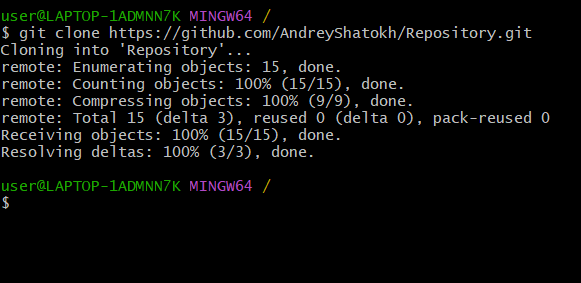 user@LAPTOP-1ADMNN7K MINGW64 /
$ git clone https://github.com/AndreyShatokh/Repository.git
Cloning into 'Repository'...
remote: Enumerating objects: 15, done.
remote: Counting objects: 100% (15/15), done.
remote: Compressing objects: 100% (9/9), done.
remote: Total 15 (delta 3), reused 0 (delta 0), pack-reused 0
Receiving objects: 100% (15/15), done.
Resolving deltas: 100% (3/3), done.
user@LAPTOP-1ADMNN7K MINGW64 /
$